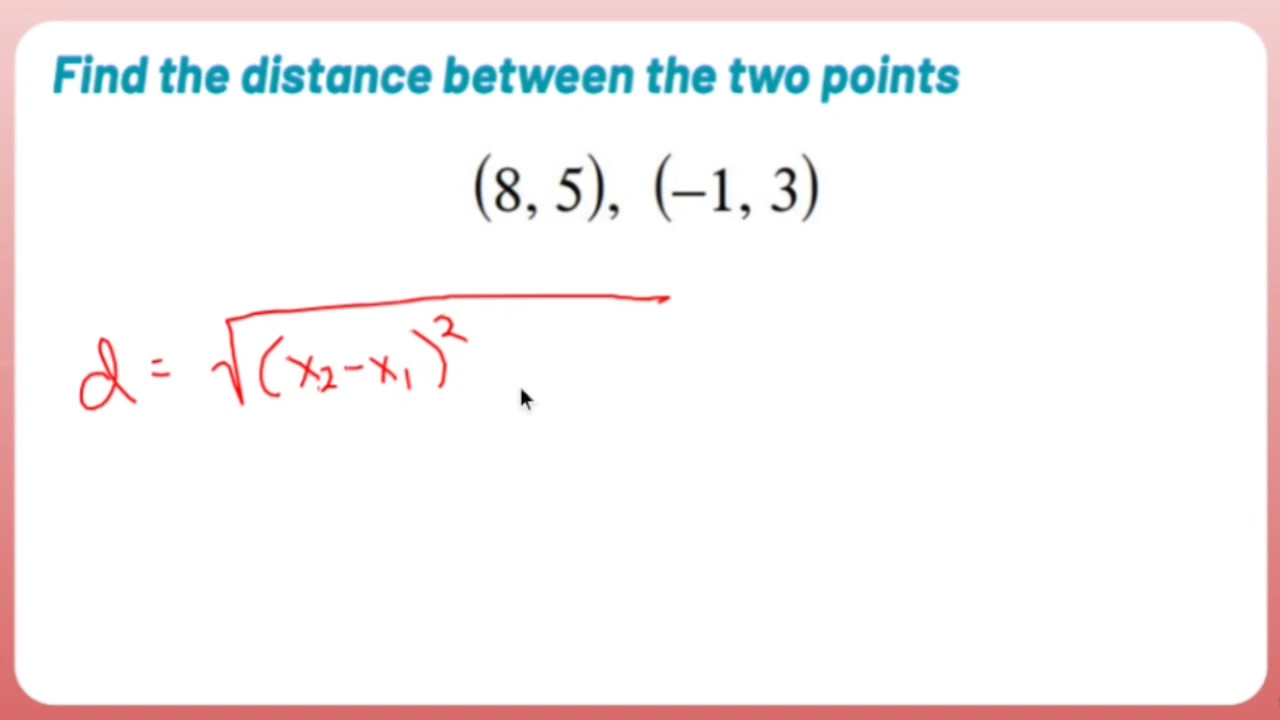 Find the distance between the two points
(8, 5), (−1, 3)
d = √(x₂−x₁)²